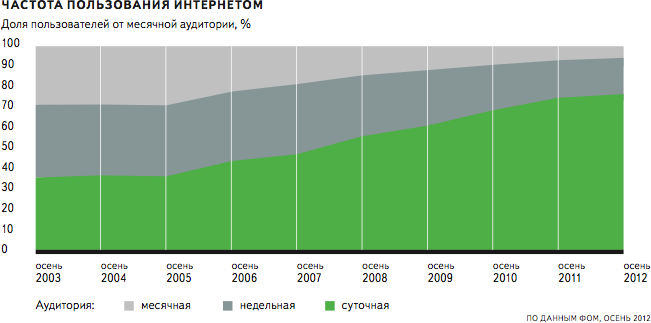 ЧАСТОТА ПОЛЬЗОВАНИЯ ИНТЕРНЕТОМ
Доля пользователей от месячной аудитории, %
100
90
80
70
60
50
40
30
20
10
0
осень осень осень осень осень осень осень осень осень осень
2003 2004 2005 2006 2007 2008 2009 2010 2011 2012
Аудитория: месячная недельная суточная
ПО ДАННЫМ ФОМ, ОСЕНЬ 2012